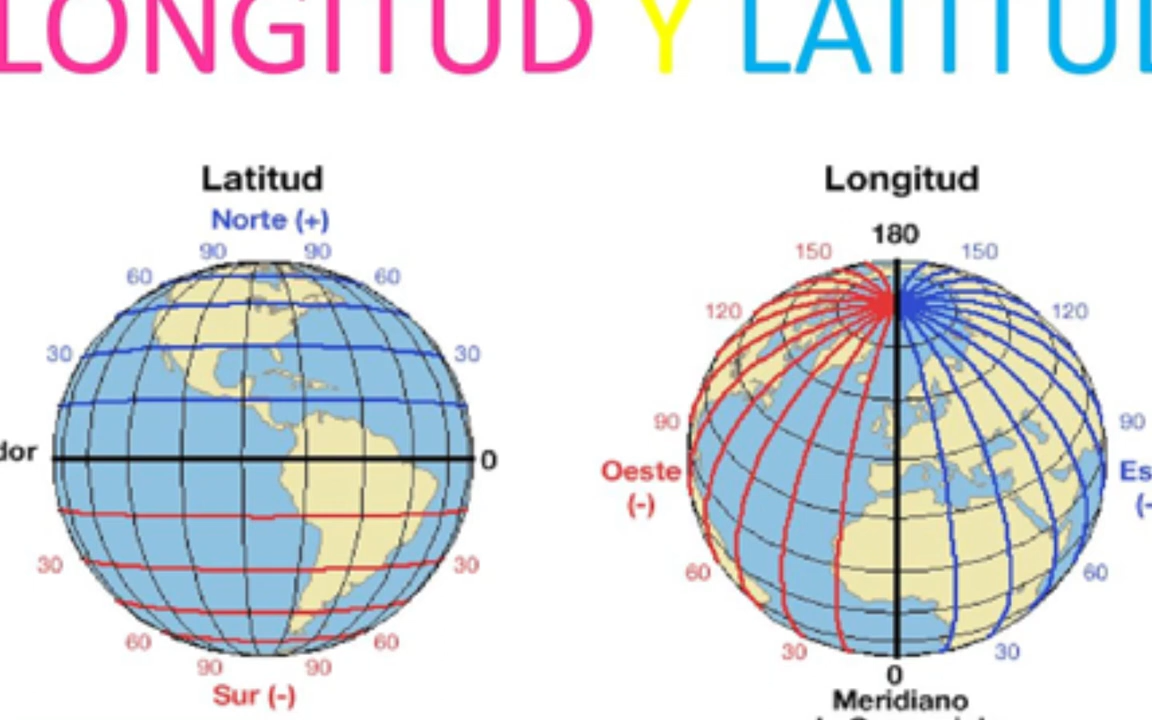 LONGITUD Y LATITU
Latitud
Norte (+)
90 90
60 60
30 30
dor 0
30 30
60 60
90 90
Sur (-)
Longitud
180
150 150
120 120
90 90
Oeste Es
(-) (-
60 60
30 30
0
Meridiano